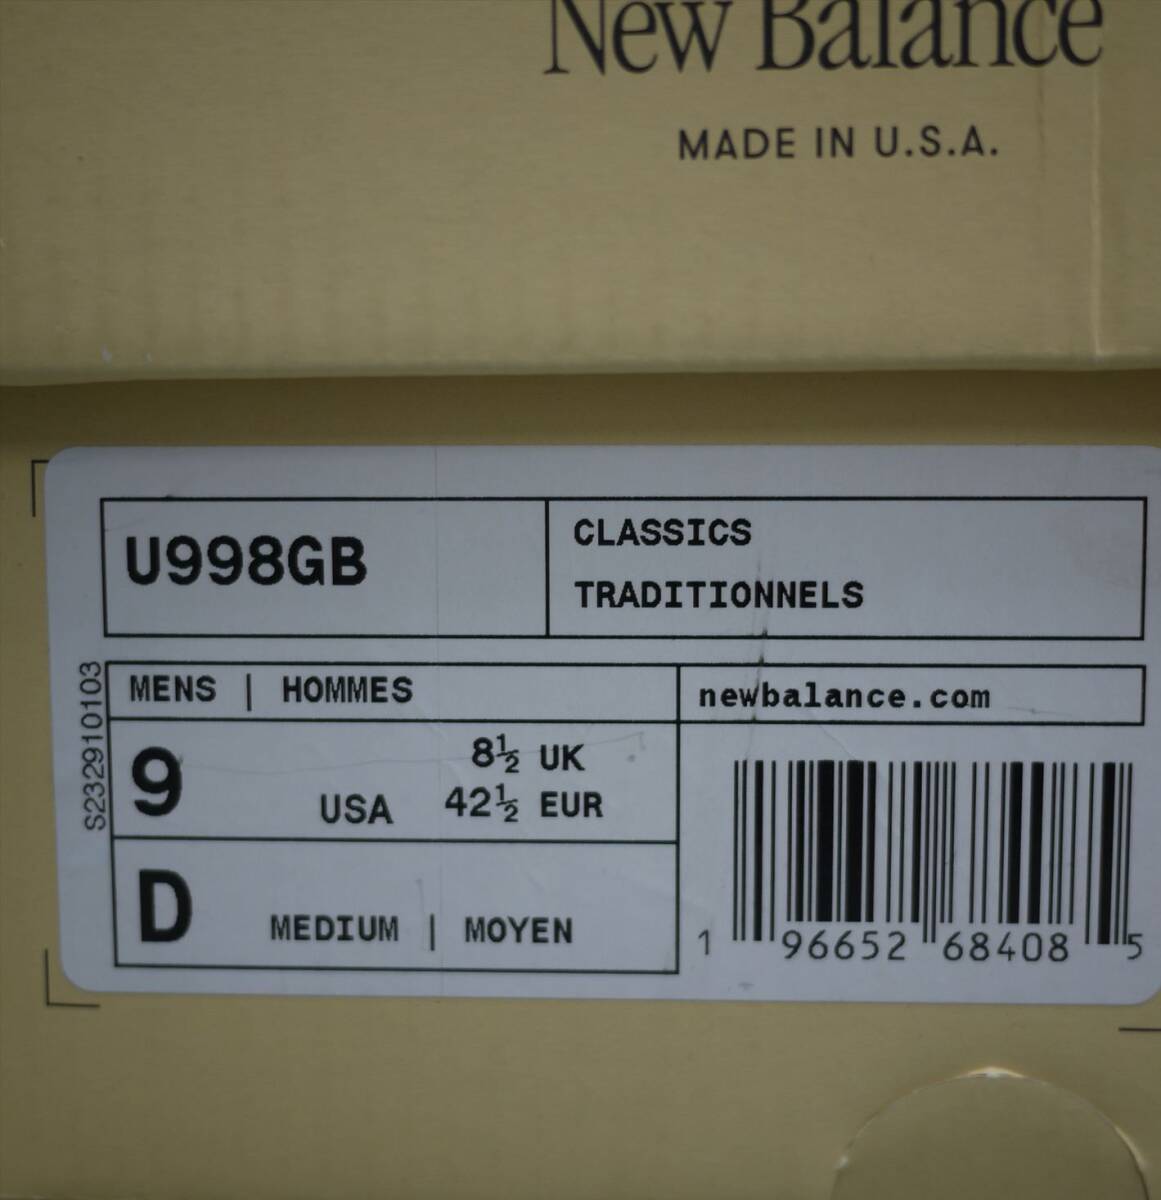 New Balance
MADE IN U.S.A.
U998GB
CLASSICS
TRADITIONNELS
S232910103
MENS | HOMMES
newbalance.com
9 USA
8½ UK
42½ EUR
D MEDIUM | MOYEN
1 96652 68408 5